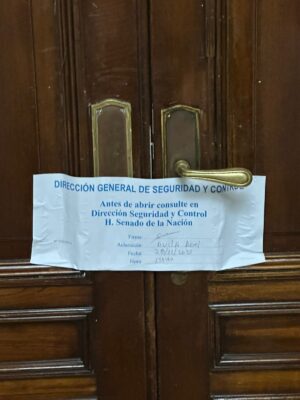 DIRECCIÓN GENERAL DE SEGURIDAD Y CONTROL
Antes de abrir consulte en
Dirección Seguridad y Control
H. Senado de la Nación
Firma:
Aclaración:
Fecha:
Hora: